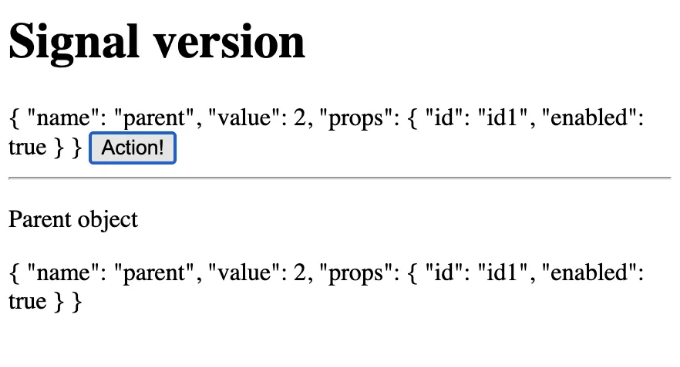 Signal version
{ "name": "parent", "value": 2, "props": { "id": "id1", "enabled":
true } } Action!
Parent object
{ "name": "parent", "value": 2, "props": { "id": "id1", "enabled":
true } }